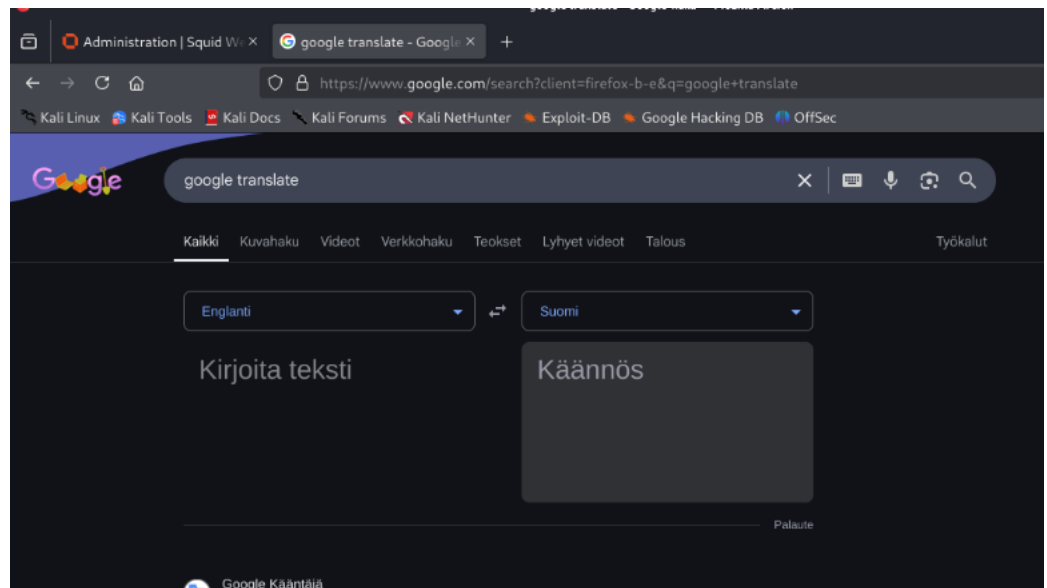 Administration | Squid We
google translate - Google
https://www.google.com/search?client=firefox-b-e&q=google+translate
Kali Linux Kali Tools Kali Docs Kali Forums Kali NetHunter Exploit-DB Google Hacking DB OffSec
Google google translate
Kaikki Kuvahaku Videot Verkkohaku Teokset Lyhyet videot Talous Työkalut
Englanti Suomi
Kirjoita teksti Käännös
Palaute
Google Kääntäjä